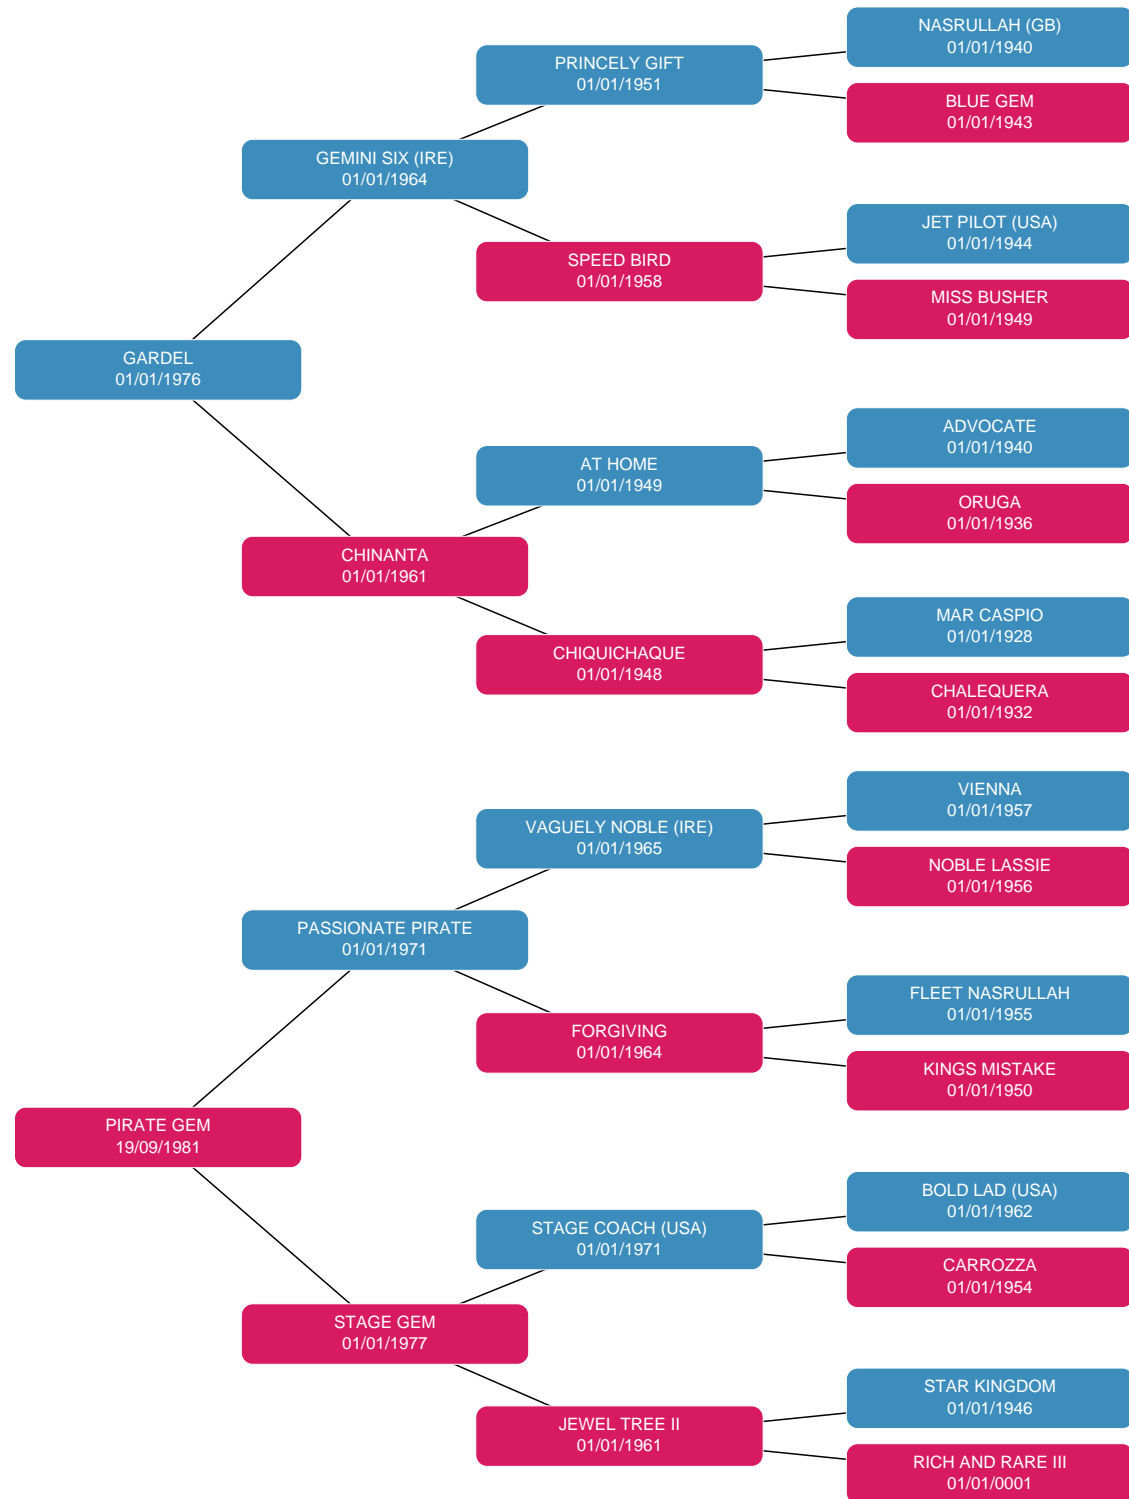 NASRULLAH (GB)
01/01/1940
PRINCELY GIFT
01/01/1951
BLUE GEM
01/01/1943
GEMINI SIX (IRE)
01/01/1964
JET PILOT (USA)
01/01/1944
SPEED BIRD
01/01/1958
MISS BUSHER
01/01/1949
GARDEL
01/01/1976
ADVOCATE
01/01/1940
AT HOME
01/01/1949
ORUGA
01/01/1936
CHINANTA
01/01/1961
MAR CASPIO
01/01/1928
CHIQUICHAQUE
01/01/1948
CHALEQUERA
01/01/1932
VIENNA
01/01/1957
VAGUELY NOBLE (IRE)
01/01/1965
NOBLE LASSIE
01/01/1956
PASSIONATE PIRATE
01/01/1971
FLEET NASRULLAH
01/01/1955
FORGIVING
01/01/1964
KINGS MISTAKE
01/01/1950
PIRATE GEM
19/09/1981
BOLD LAD (USA)
01/01/1962
STAGE COACH (USA)
01/01/1971
CARROZZA
01/01/1954
STAGE GEM
01/01/1977
STAR KINGDOM
01/01/1946
JEWEL TREE II
01/01/1961
RICH AND RARE III
01/01/0001